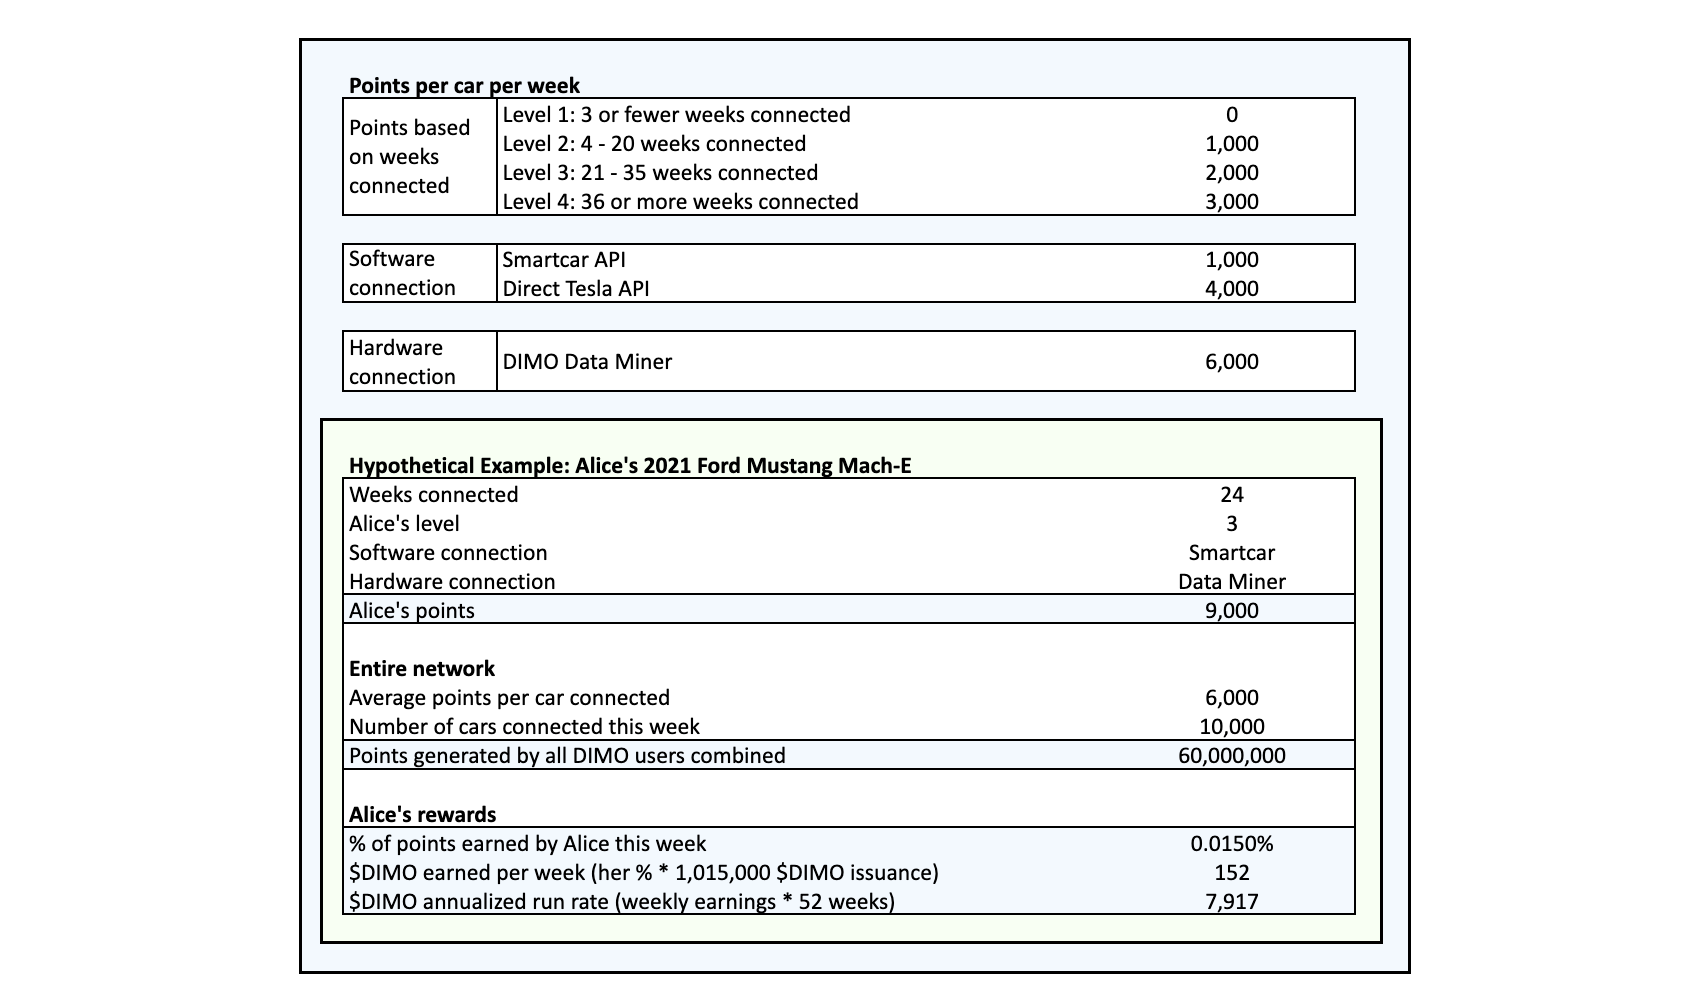 Points per car per week
Points based
on weeks
connected
Level 1: 3 or fewer weeks connected 0
Level 2: 4 - 20 weeks connected 1,000
Level 3: 21 - 35 weeks connected 2,000
Level 4: 36 or more weeks connected 3,000
Software
connection
Smartcar API 1,000
Direct Tesla API 4,000
Hardware
connection
DIMO Data Miner 6,000
Hypothetical Example: Alice's 2021 Ford Mustang Mach-E
Weeks connected 24
Alice's level 3
Software connection Smartcar
Hardware connection Data Miner
Alice's points 9,000
Entire network
Average points per car connected 6,000
Number of cars connected this week 10,000
Points generated by all DIMO users combined 60,000,000
Alice's rewards
% of points earned by Alice this week 0.0150%
$DIMO earned per week (her % * 1,015,000 $DIMO issuance) 152
$DIMO annualized run rate (weekly earnings * 52 weeks) 7,917